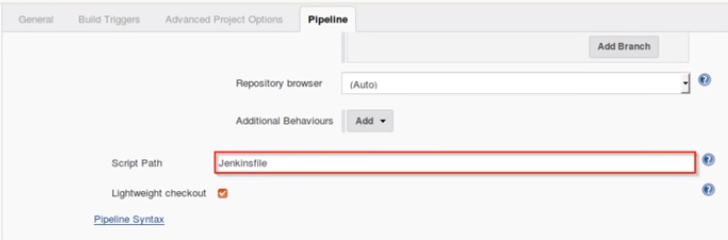 General Build Triggers Advanced Project Options Pipeline
Add Branch
Repository browser (Auto)
Additional Behaviours Add
Script Path Jenkinsfile
Lightweight checkout
Pipeline Syntax